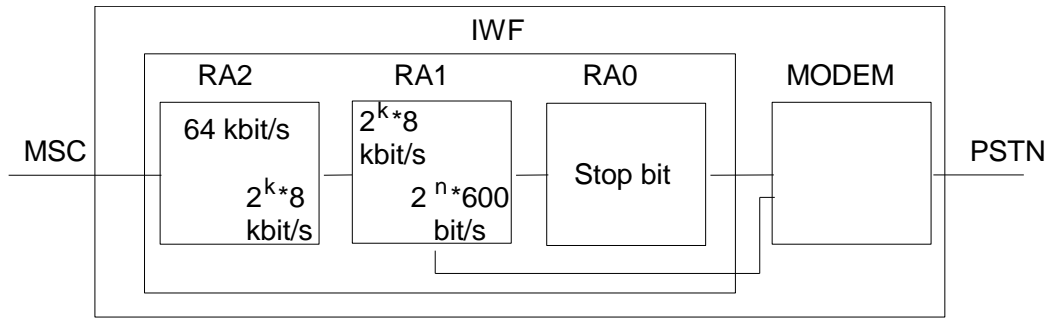 IWF
RA2 RA1 RA0 MODEM
MSC
64 kbit/s
2^k*8
kbit/s
2^k*8
kbit/s
2^n*600
bit/s
Stop bit
PSTN